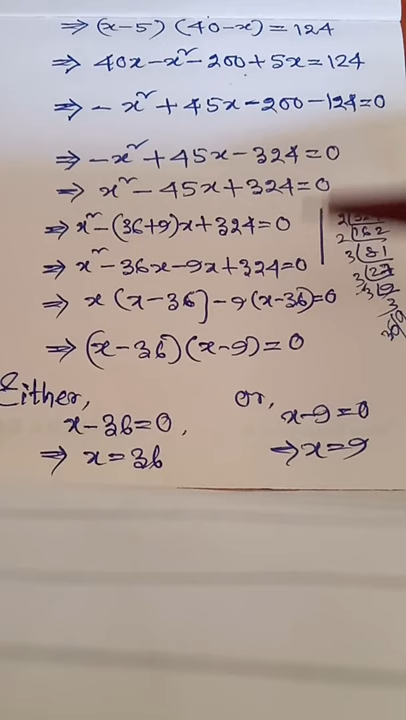 ⇒ (x-5) (40-x) = 124
⇒ 40x - x² - 200 + 5x = 124
⇒ - x² + 45x - 200 - 124 = 0
⇒ - x² + 45x - 324 = 0
⇒ x² - 45x + 324 = 0
⇒ x² - (36+9)x + 324 = 0
⇒ x² - 36x - 9x + 324 = 0
⇒ x (x-36) - 9 (x-36) = 0
⇒ (x-36) (x-9) = 0
Either,
x-36 = 0,
⇒ x = 36
or,
x-9 = 0
⇒ x = 9
2 162
3 81
3 27
3 9
3